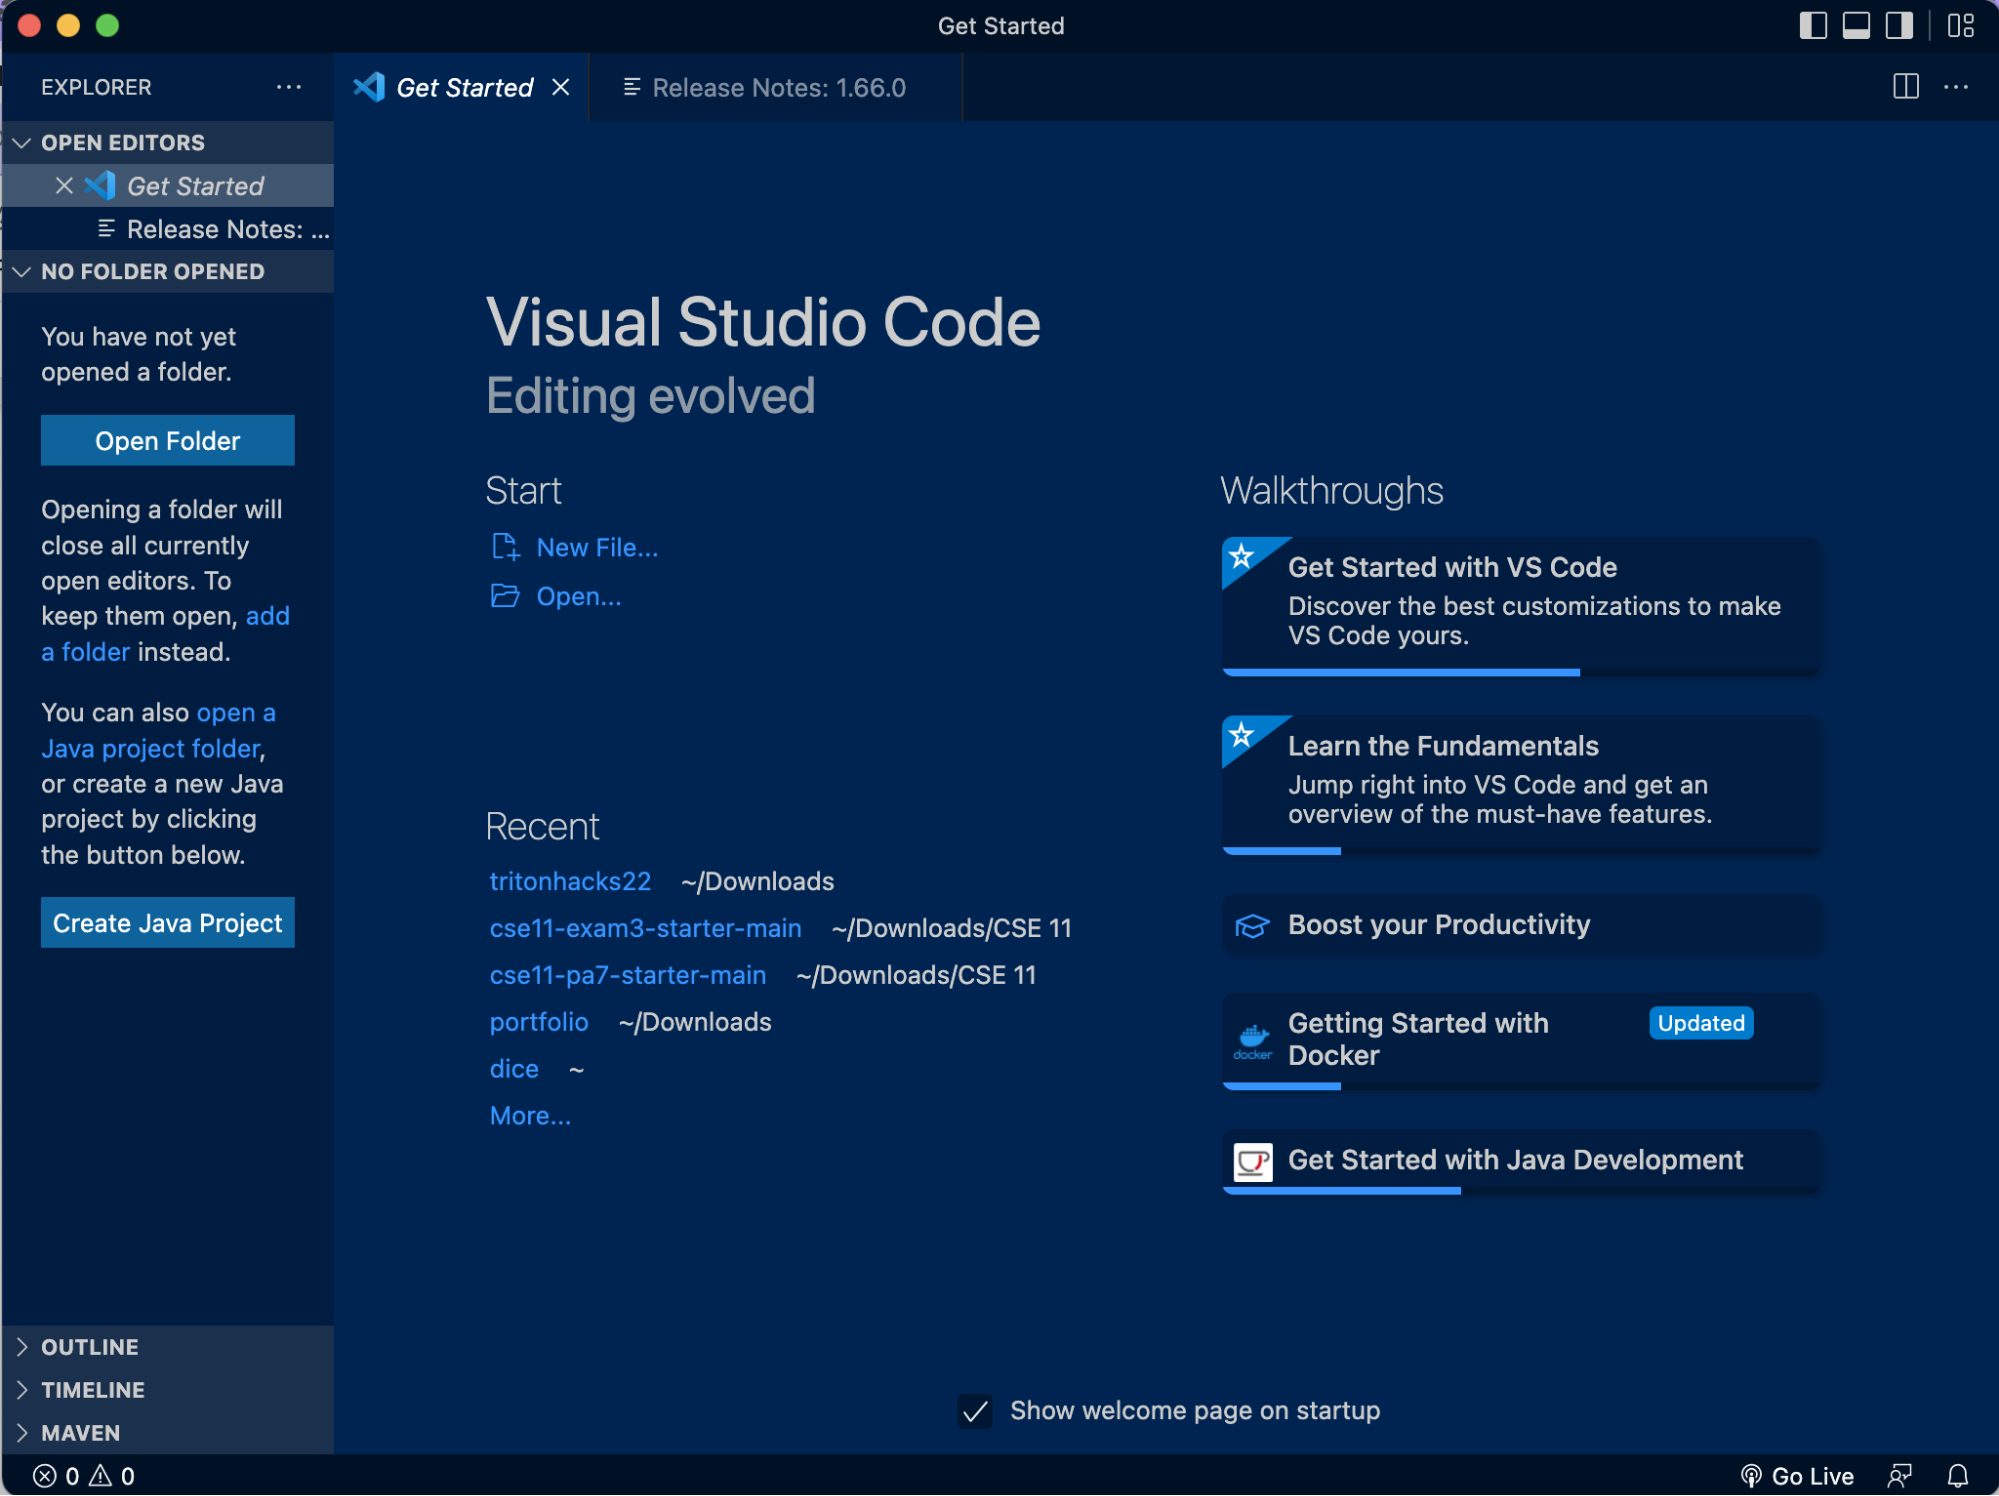 Get Started
EXPLORER
Get Started
Release Notes: 1.66.0
OPEN EDITORS
Get Started
Release Notes: ...
NO FOLDER OPENED
You have not yet
opened a folder.
Open Folder
Opening a folder will
close all currently
open editors. To
keep them open, add
a folder instead.
You can also open a
Java project folder,
or create a new Java
project by clicking
the button below.
Create Java Project
OUTLINE
TIMELINE
MAVEN
Visual Studio Code
Editing evolved
Start
New File...
Open...
Recent
tritonhacks22 ~/Downloads
cse11-exam3-starter-main ~/Downloads/CSE 11
cse11-pa7-starter-main ~/Downloads/CSE 11
portfolio ~/Downloads
dice ~
More...
Walkthroughs
Get Started with VS Code
Discover the best customizations to make
VS Code yours.
Learn the Fundamentals
Jump right into VS Code and get an
overview of the must-have features.
Boost your Productivity
docker
Getting Started with
Docker
Updated
Get Started with Java Development
Show welcome page on startup
0 0
Go Live